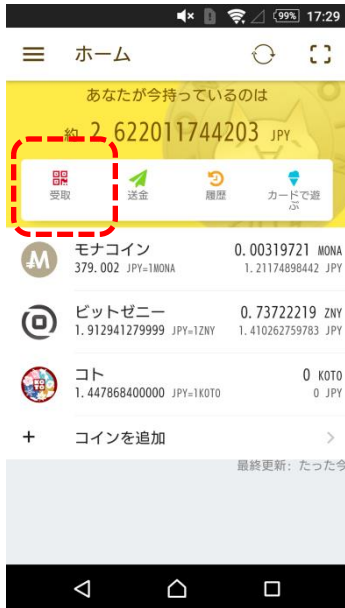 99% 17:29
ホーム
あなたが今持っているのは
約 2.622011744203 JPY
受取
送金
履歴
カードで遊
ぶ
モナコイン 0.00319721 MONA
379.002 JPY=1MONA 1.21174898442 JPY
ビットゼニー 0.73722219 ZNY
1.912941279999 JPY=1ZNY 1.410262759783 JPY
コト 0 KOTO
1.447868400000 JPY=1KOTO 0 JPY
+ コインを追加
最終更新: たった今